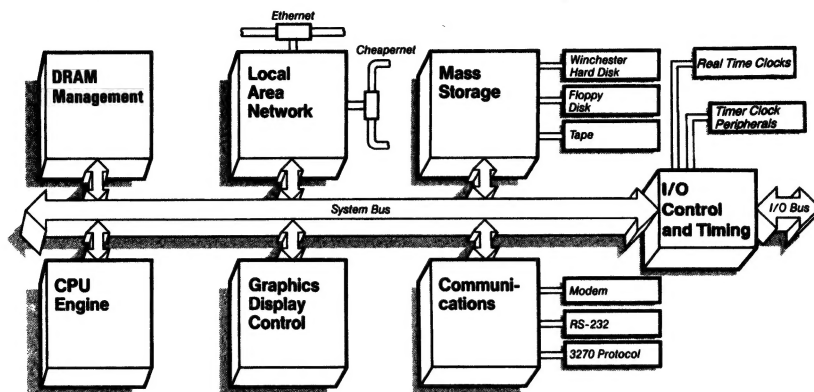 Ethernet
Cheapernet
DRAM
Management
Local
Area
Network
Mass
Storage
Winchester
Hard Disk
Floppy
Disk
Tape
Real Time Clocks
Timer Clock
Peripherals
I/O
Control
and Timing
I/O Bus
System Bus
CPU
Engine
Graphics
Display
Control
Communi-
cations
Modem
RS-232
3270 Protocol